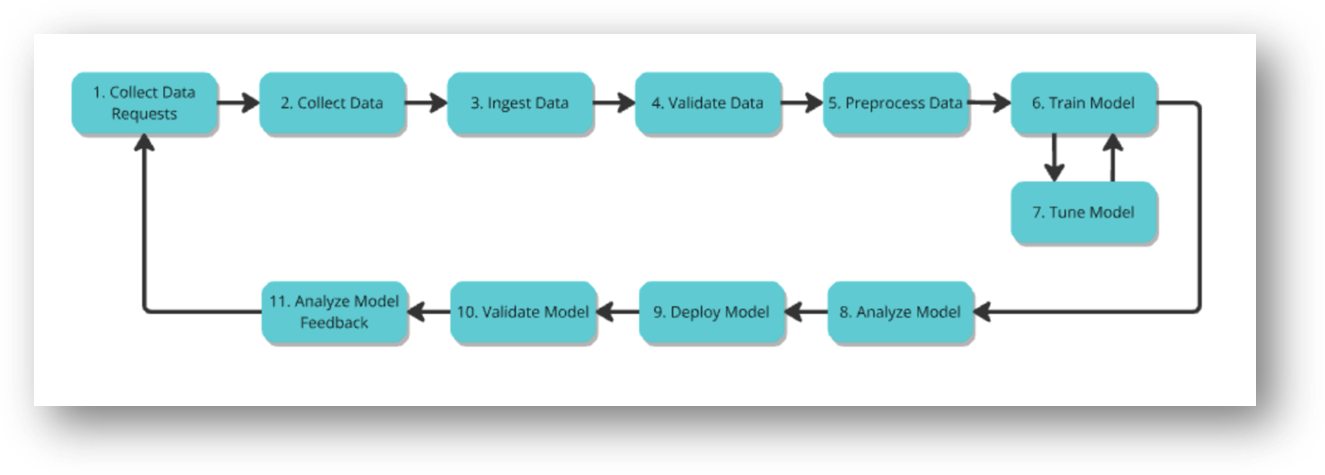 1. Collect Data
Requests
2. Collect Data
3. Ingest Data
4. Validate Data
5. Preprocess Data
6. Train Model
7. Tune Model
8. Analyze Model
9. Deploy Model
10. Validate Model
11. Analyze Model
Feedback